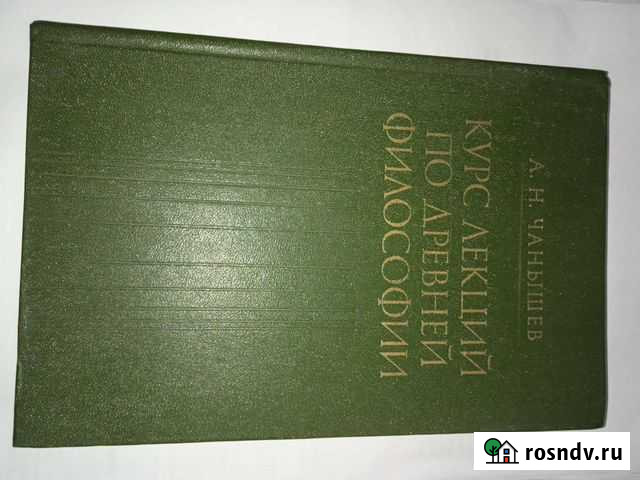 А. Н. ЧАНЫШЕВ
КУРС ЛЕКЦИЙ
ПО ДРЕВНЕЙ
ФИЛОСОФИИ
rosndv.ru